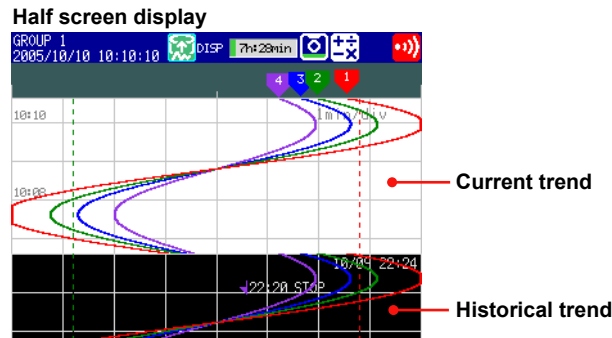 Half screen display
GROUP 1
2005/10/10 10:10:10 DISP 7h:28min
4 3 2 1
10:10 1min/div
Current trend
10:08
10/09 22:24
22:20 STOP
Historical trend